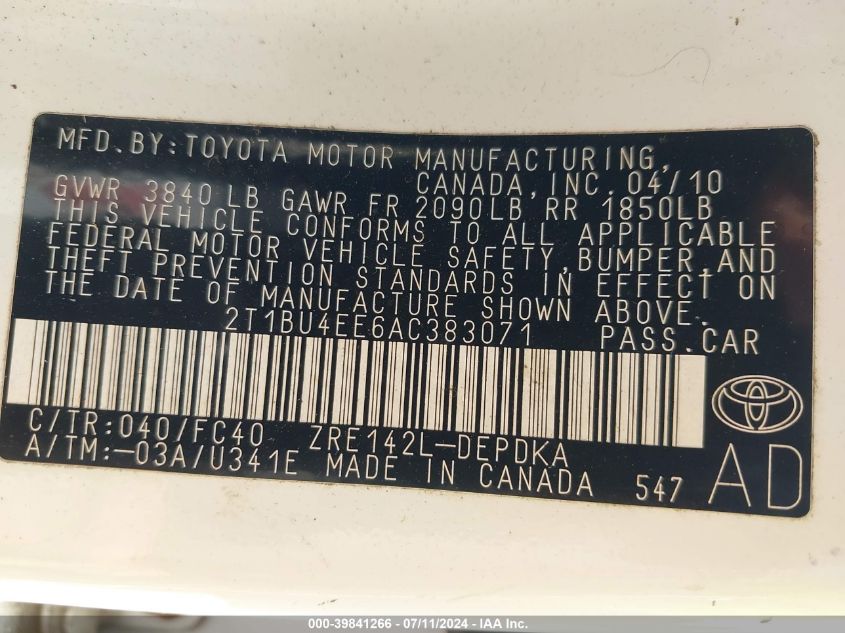 MFD. BY: TOYOTA MOTOR MANUFACTURING,
CANADA, INC. 04/10
GVWR 3840 LB GAWR FR 2090LB RR 1850LB
THIS VEHICLE CONFORMS TO ALL APPLICABLE
FEDERAL MOTOR VEHICLE SAFETY, BUMPER, AND
THEFT PREVENTION STANDARDS IN EFFECT ON
THE DATE OF MANUFACTURE SHOWN ABOVE.
2T1BU4EE6AC383071 PASS. CAR
C/TR: 040/FC40 ZRE142L-DEPDKA
A/TM: -03A/U341E MADE IN CANADA 547 AD
000-39841266 - 07/11/2024 - IAA Inc.